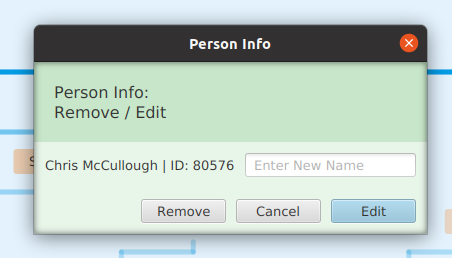 Person Info
Person Info:
Remove / Edit
Chris McCullough | ID: 80576 Enter New Name
Remove Cancel Edit